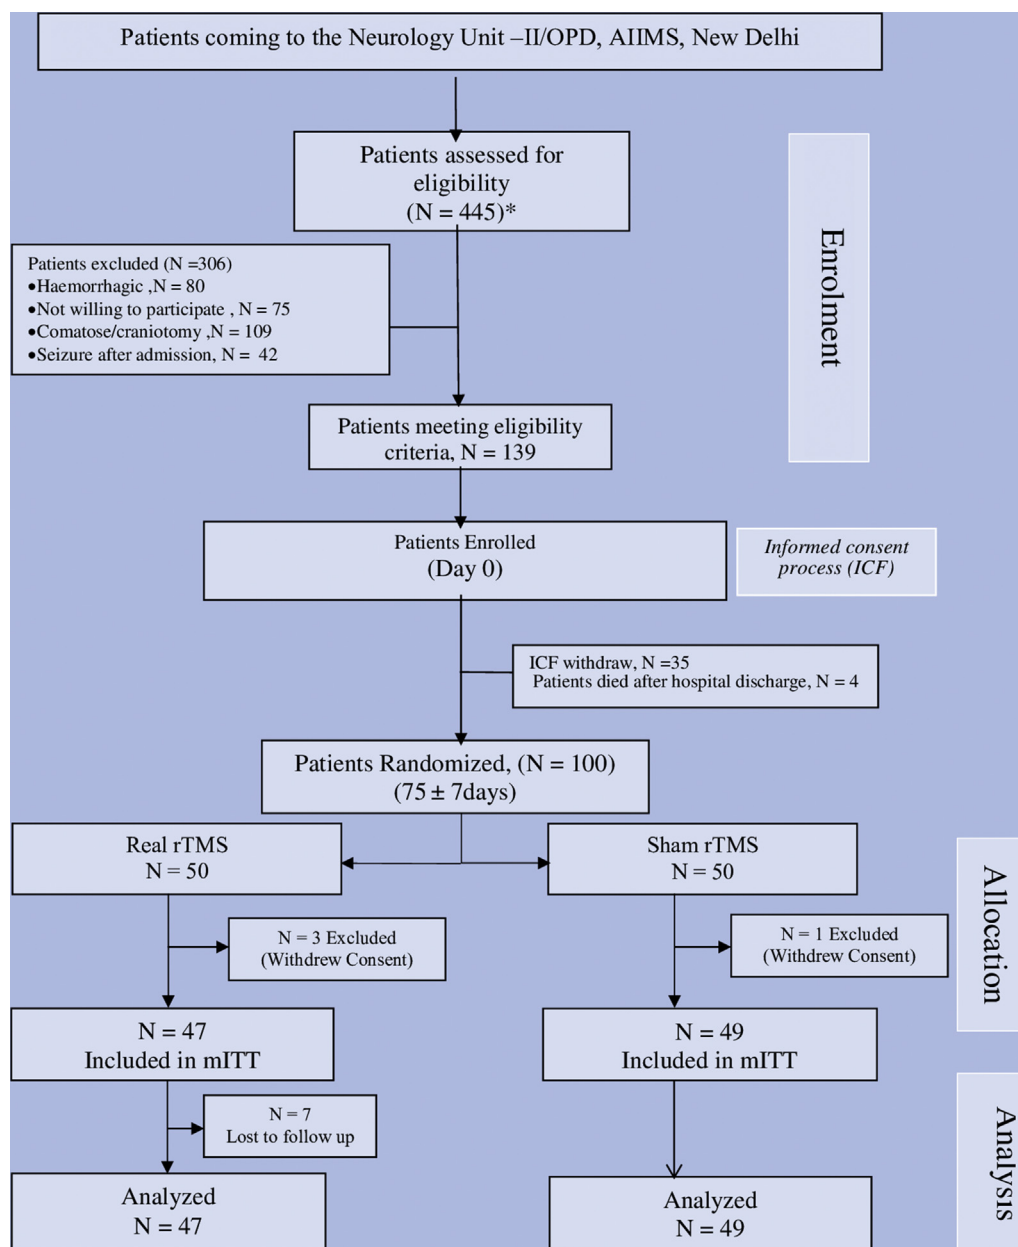 Patients coming to the Neurology Unit –II/OPD, AIIMS, New Delhi
Patients assessed for
eligibility
(N = 445)*
Enrolment
Patients excluded (N =306)
•Haemorrhagic ,N = 80
•Not willing to participate , N = 75
•Comatose/craniotomy ,N = 109
•Seizure after admission, N = 42
Patients meeting eligibility
criteria, N = 139
Patients Enrolled
(Day 0)
Informed consent
process (ICF)
ICF withdraw, N =35
Patients died after hospital discharge, N = 4
Patients Randomized, (N = 100)
(75 ± 7days)
Real rTMS
N = 50
Sham rTMS
N = 50
Allocation
N = 3 Excluded
(Withdrew Consent)
N = 1 Excluded
(Withdrew Consent)
N = 47
Included in mITT
N = 49
Included in mITT
Analysis
N = 7
Lost to follow up
Analyzed
N = 47
Analyzed
N = 49